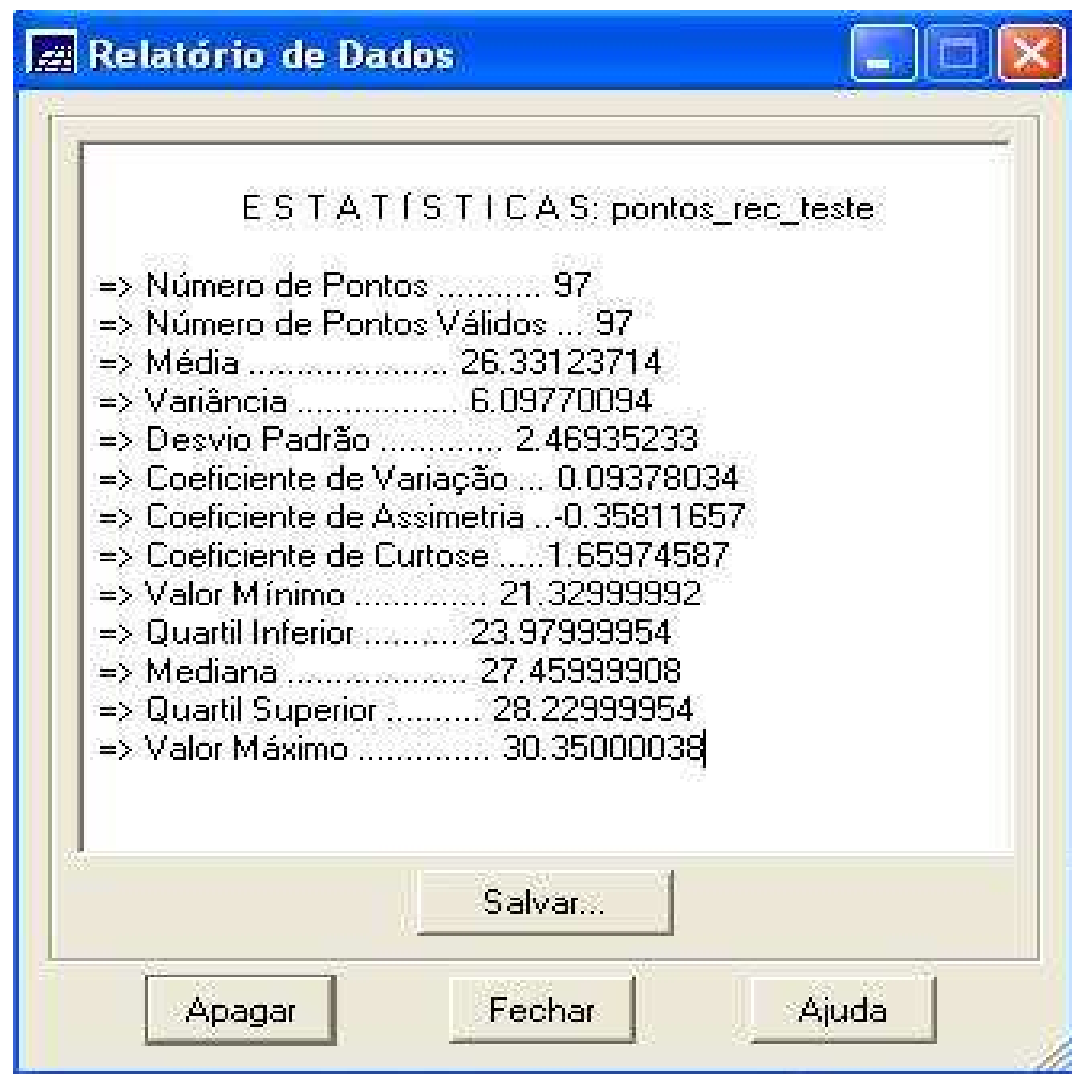 Relatório de Dados
E S T A T Í S T I C A S: pontos_rec_teste
=> Número de Pontos ........... 97
=> Número de Pontos Válidos ... 97
=> Média ..................... 26.33123714
=> Variância ................. 6.09770094
=> Desvio Padrão ............. 2.46935233
=> Coeficiente de Variação ... 0.09378034
=> Coeficiente de Assimetria ..-0.35811657
=> Coeficiente de Curtose .....1.65974587
=> Valor Mínimo .............. 21.32999992
=> Quartil Inferior .......... 23.97999954
=> Mediana ................... 27.45999908
=> Quartil Superior .......... 28.22999954
=> Valor Máximo .............. 30.35000038
Salvar...
Apagar Fechar Ajuda